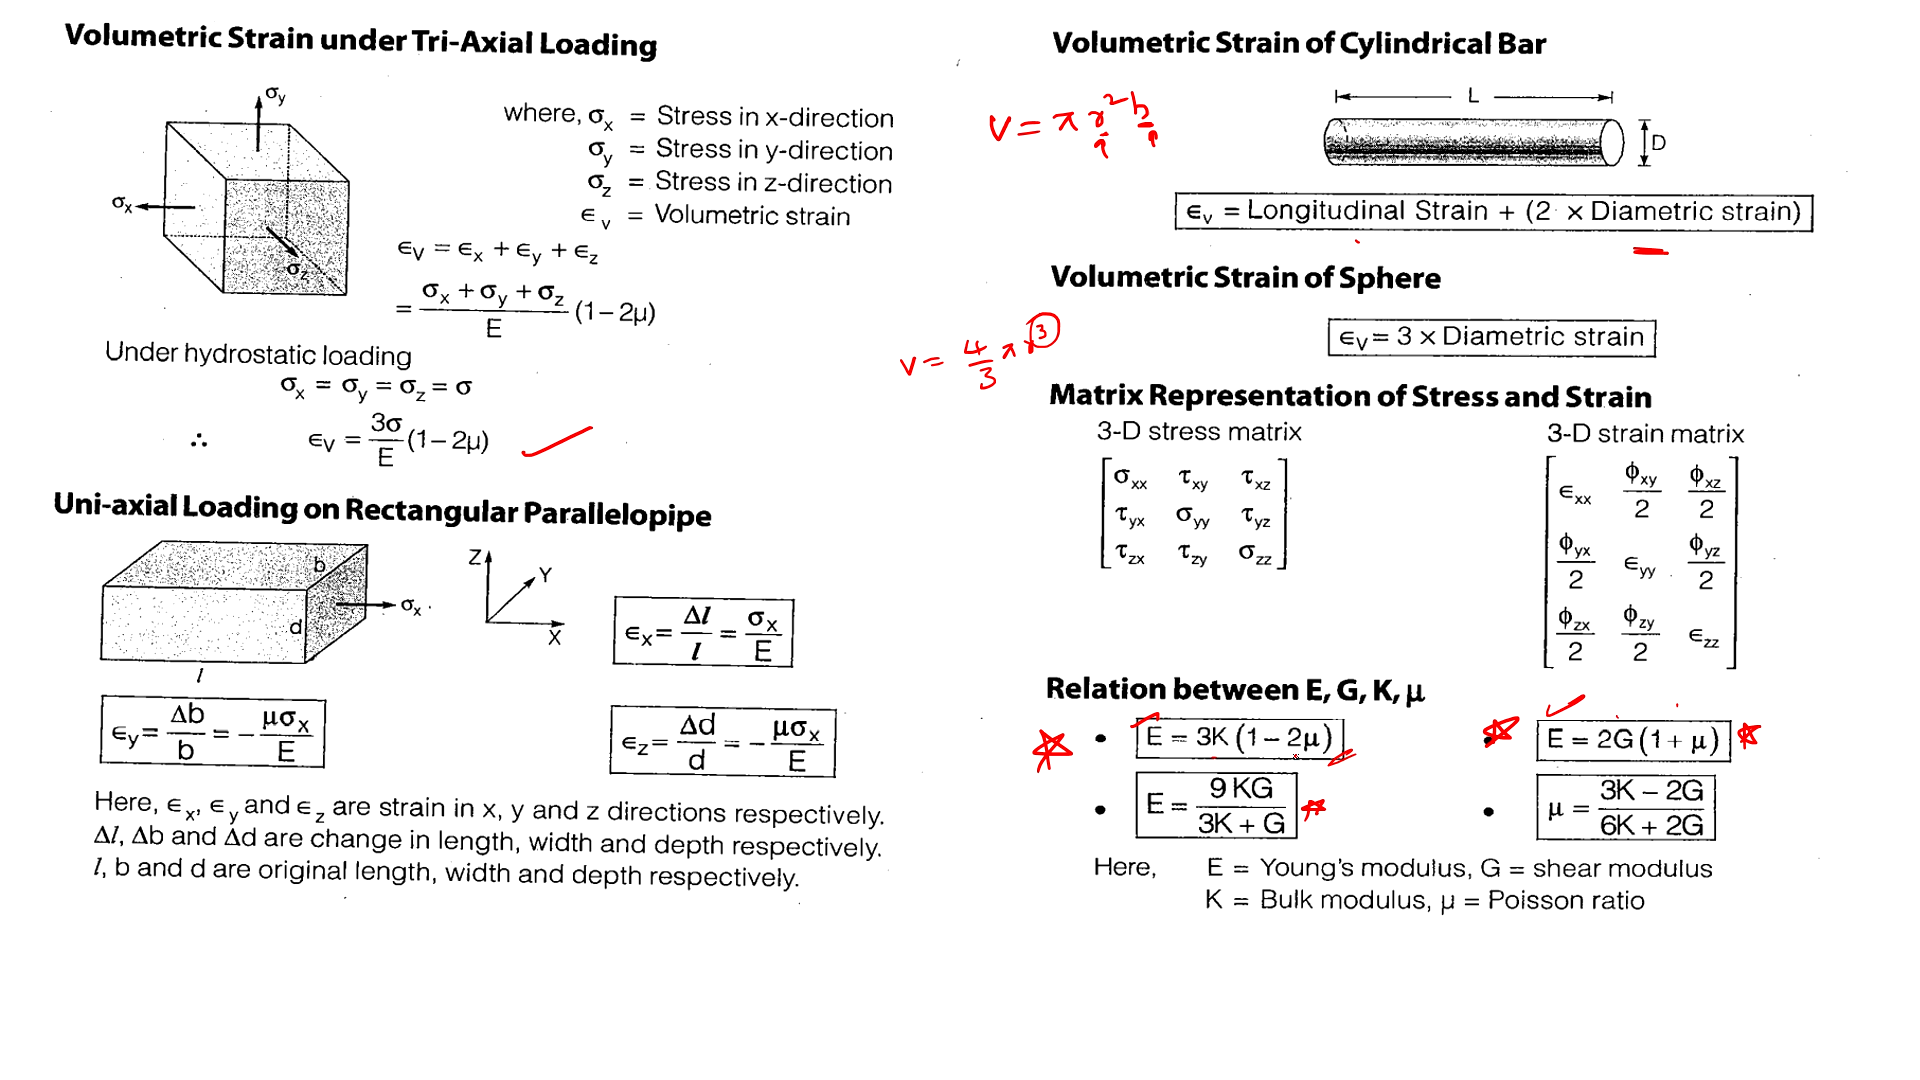 Volumetric Strain under Tri-Axial Loading
σy
σx
σz
where, σx = Stress in x-direction
σy = Stress in y-direction
σz = Stress in z-direction
∈v = Volumetric strain
∈V = ∈x + ∈y + ∈z
= (σx + σy + σz)/E (1 – 2μ)
Under hydrostatic loading
σx = σy = σz = σ
∴ ∈V = 3σ/E (1 – 2μ)
Uni-axial Loading on Rectangular Parallelopipe
b
d
l
σx
Z
Y
X
∈x = Δl/l = σx/E
∈y = Δb/b = – μσx/E
∈z = Δd/d = – μσx/E
Here, ∈x, ∈y and ∈z are strain in x, y and z directions respectively.
Δl, Δb and Δd are change in length, width and depth respectively.
l, b and d are original length, width and depth respectively.
Volumetric Strain of Cylindrical Bar
V = π r² h
L
D
∈v = Longitudinal Strain + (2 × Diametric strain)
Volumetric Strain of Sphere
V = 4/3 π r³
∈V = 3 × Diametric strain
Matrix Representation of Stress and Strain
3-D stress matrix
σxx τxy τxz
τyx σyy τyz
τzx τzy σzz
3-D strain matrix
∈xx ϕxy/2 ϕxz/2
ϕyx/2 ∈yy ϕyz/2
ϕzx/2 ϕzy/2 ∈zz
Relation between E, G, K, μ
• E = 3K (1 – 2μ)
• E = 2G (1 + μ)
• E = 9KG/(3K + G)
• μ = (3K – 2G)/(6K + 2G)
Here, E = Young's modulus, G = shear modulus
K = Bulk modulus, μ = Poisson ratio